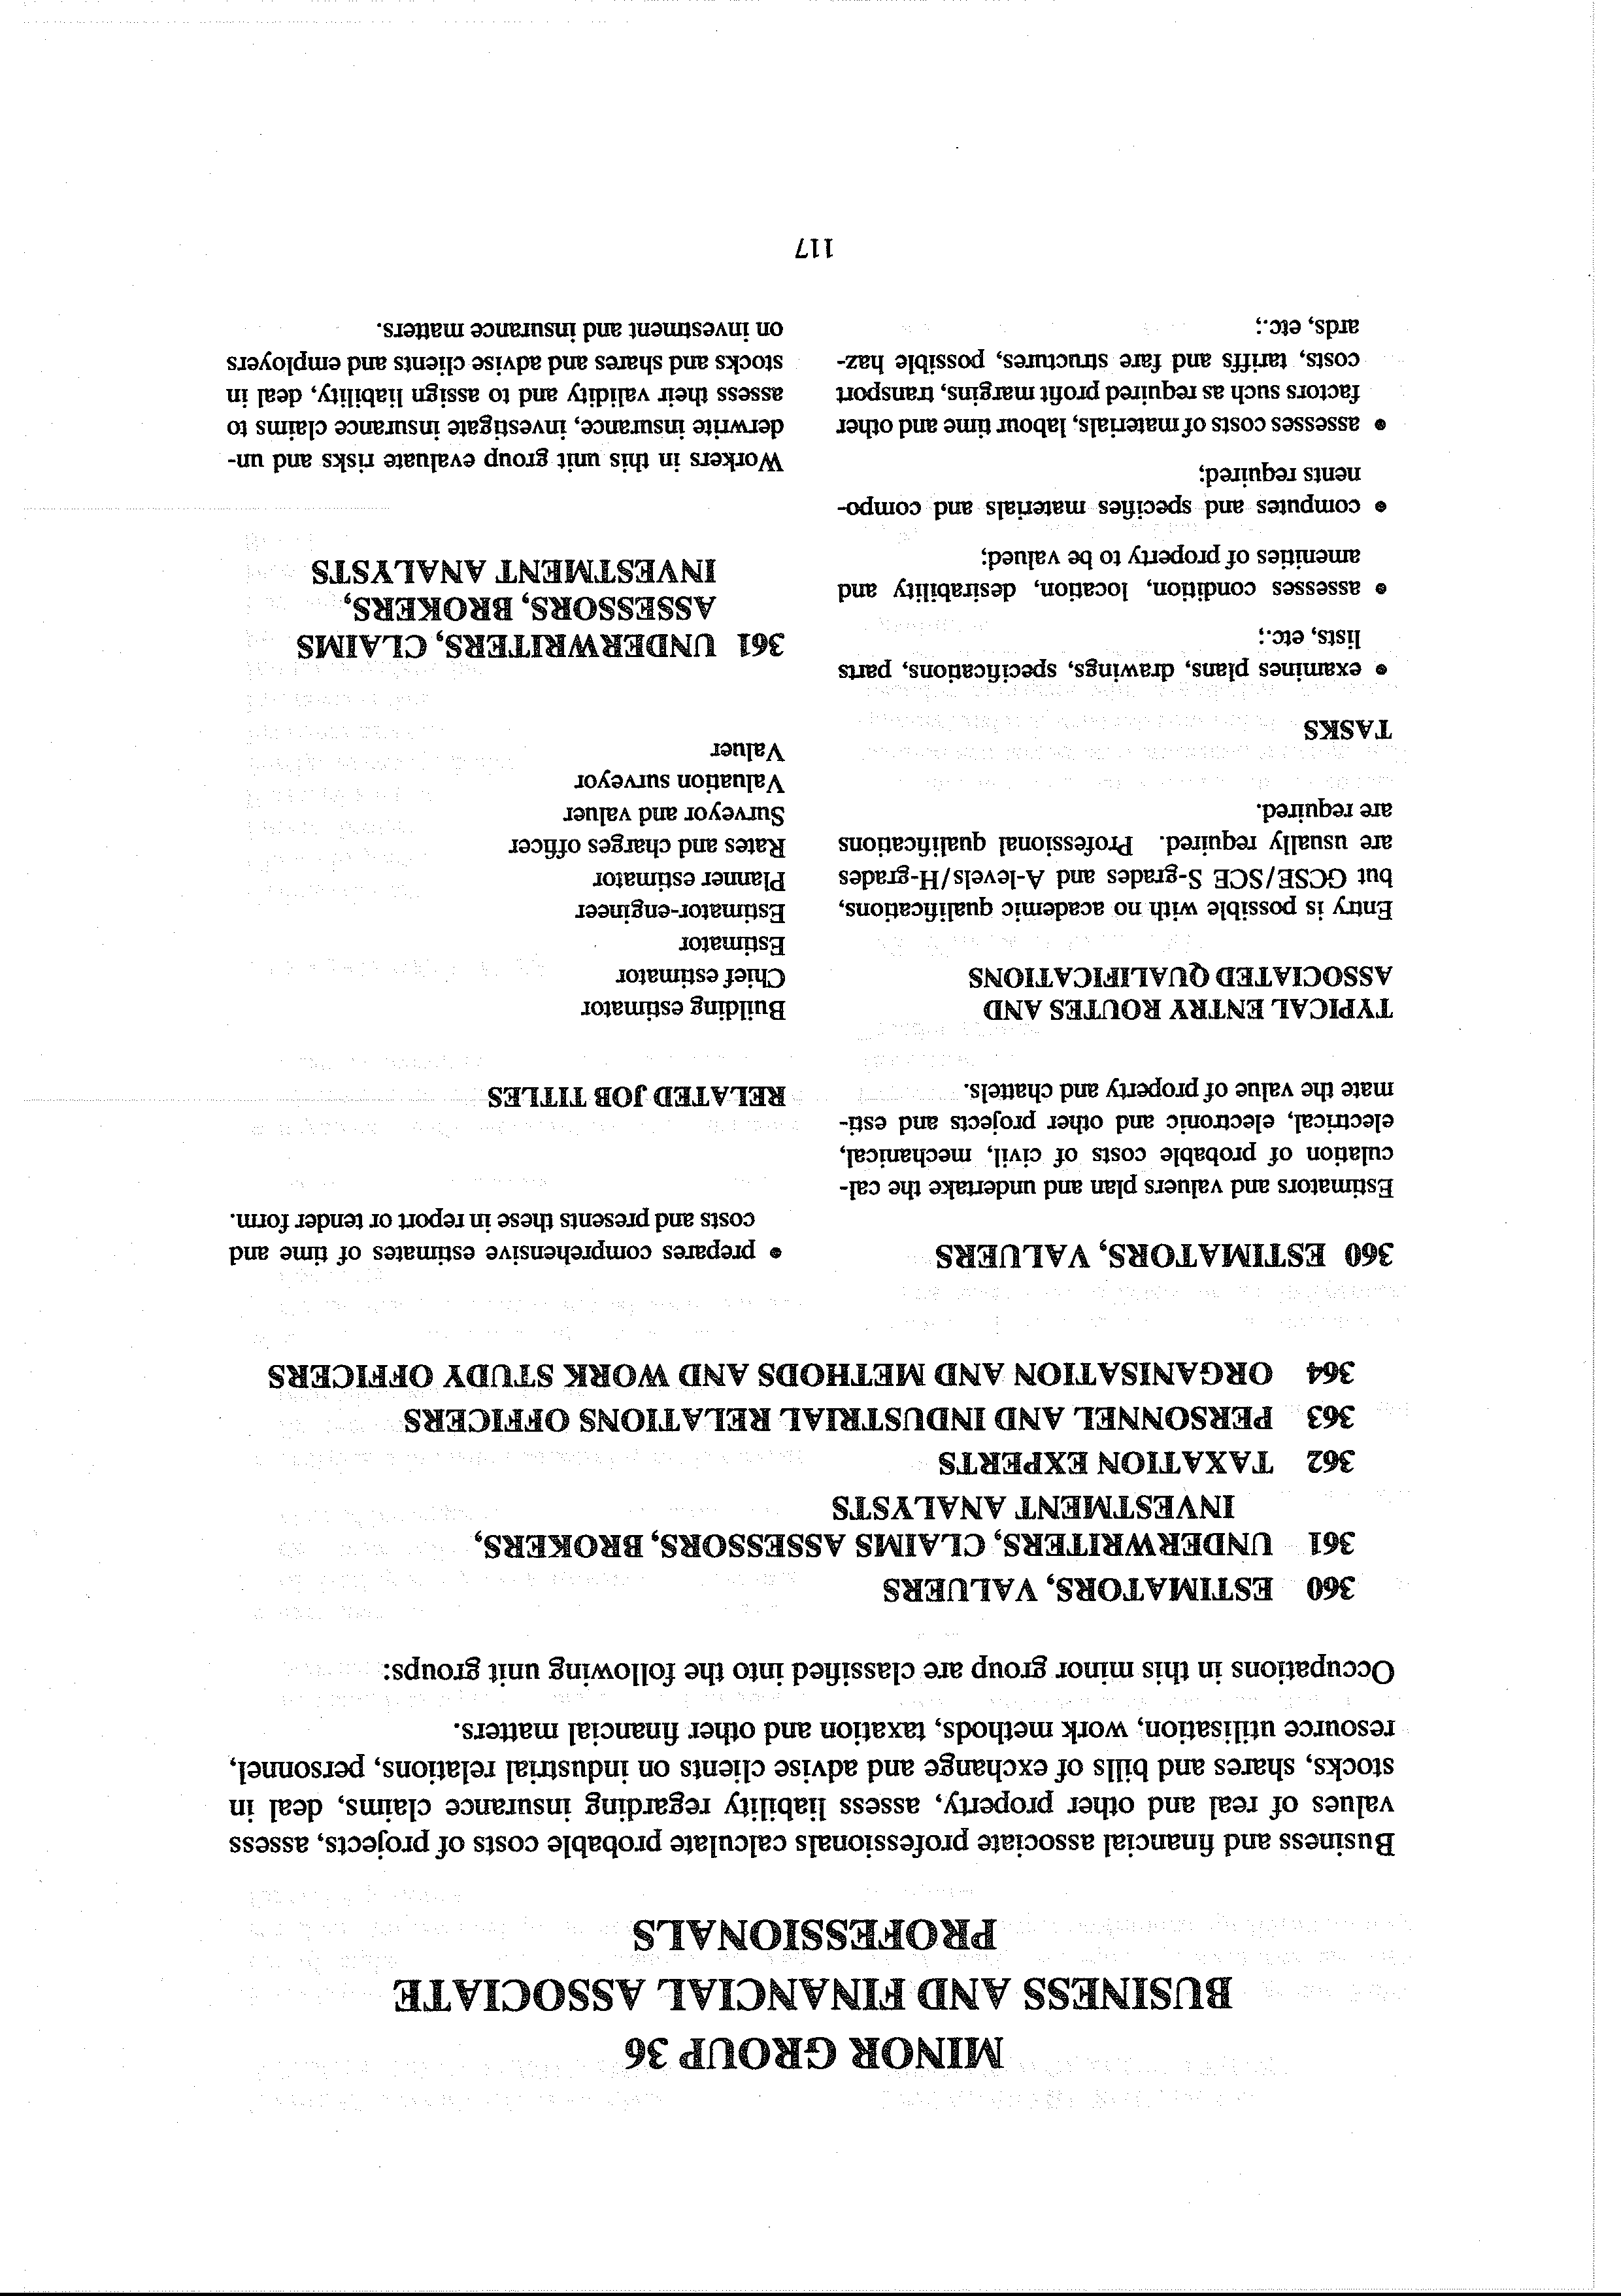 MINOR GROUP 36
BUSINESS AND FINANCIAL ASSOCIATE
PROFESSIONALS
Business and financial associate professionals calculate probable costs of projects, assess
values of real and other property, assess liability regarding insurance claims, deal in
stocks, shares and bills of exchange and advise clients on industrial relations, personnel,
resource utilisation, work methods, taxation and other financial matters.
Occupations in this minor group are classified into the following unit groups:
360 ESTIMATORS, VALUERS
361 UNDERWRITERS, CLAIMS ASSESSORS, BROKERS,
INVESTMENT ANALYSTS
362 TAXATION EXPERTS
363 PERSONNEL AND INDUSTRIAL RELATIONS OFFICERS
364 ORGANISATION AND METHODS AND WORK STUDY OFFICERS
360 ESTIMATORS, VALUERS
Estimators and valuers plan and undertake the cal-
culation of probable costs of civil, mechanical,
electrical, electronic and other projects and esti-
mate the value of property and chattels.
TYPICAL ENTRY ROUTES AND
ASSOCIATED QUALIFICATIONS
Entry is possible with no academic qualifications,
but GCSE/SCE S-grades and A-levels/H-grades
are usually required. Professional qualifications
are required.
TASKS
• examines plans, drawings, specifications, parts
lists, etc.;
• assesses condition, location, desirability and
amenities of property to be valued;
• computes and specifies materials and compo-
nents required;
• assesses costs of materials, labour time and other
factors such as required profit margins, transport
costs, tariffs and fare structures, possible haz-
ards, etc.;
• prepares comprehensive estimates of time and
costs and presents these in report or tender form.
RELATED JOB TITLES
Building estimator
Chief estimator
Estimator
Estimator-engineer
Planner estimator
Rates and charges officer
Surveyor and valuer
Valuation surveyor
Valuer
361 UNDERWRITERS, CLAIMS
ASSESSORS, BROKERS,
INVESTMENT ANALYSTS
Workers in this unit group evaluate risks and un-
derwrite insurance, investigate insurance claims to
assess their validity and to assign liability, deal in
stocks and shares and advise clients and employers
on investment and insurance matters.
117